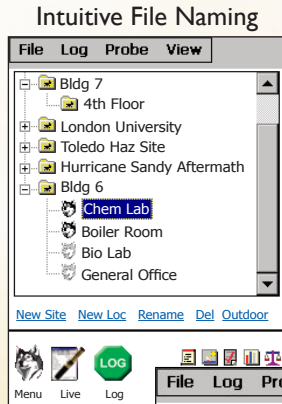 Intuitive File Naming
File Log Probe View
Bldg 7
4th Floor
London University
Toledo Haz Site
Hurricane Sandy Aftermath
Bldg 6
Chem Lab
Boiler Room
Bio Lab
General Office
New Site New Loc Rename Del Outdoor
LOG
Menu Live Log
File Log Pro